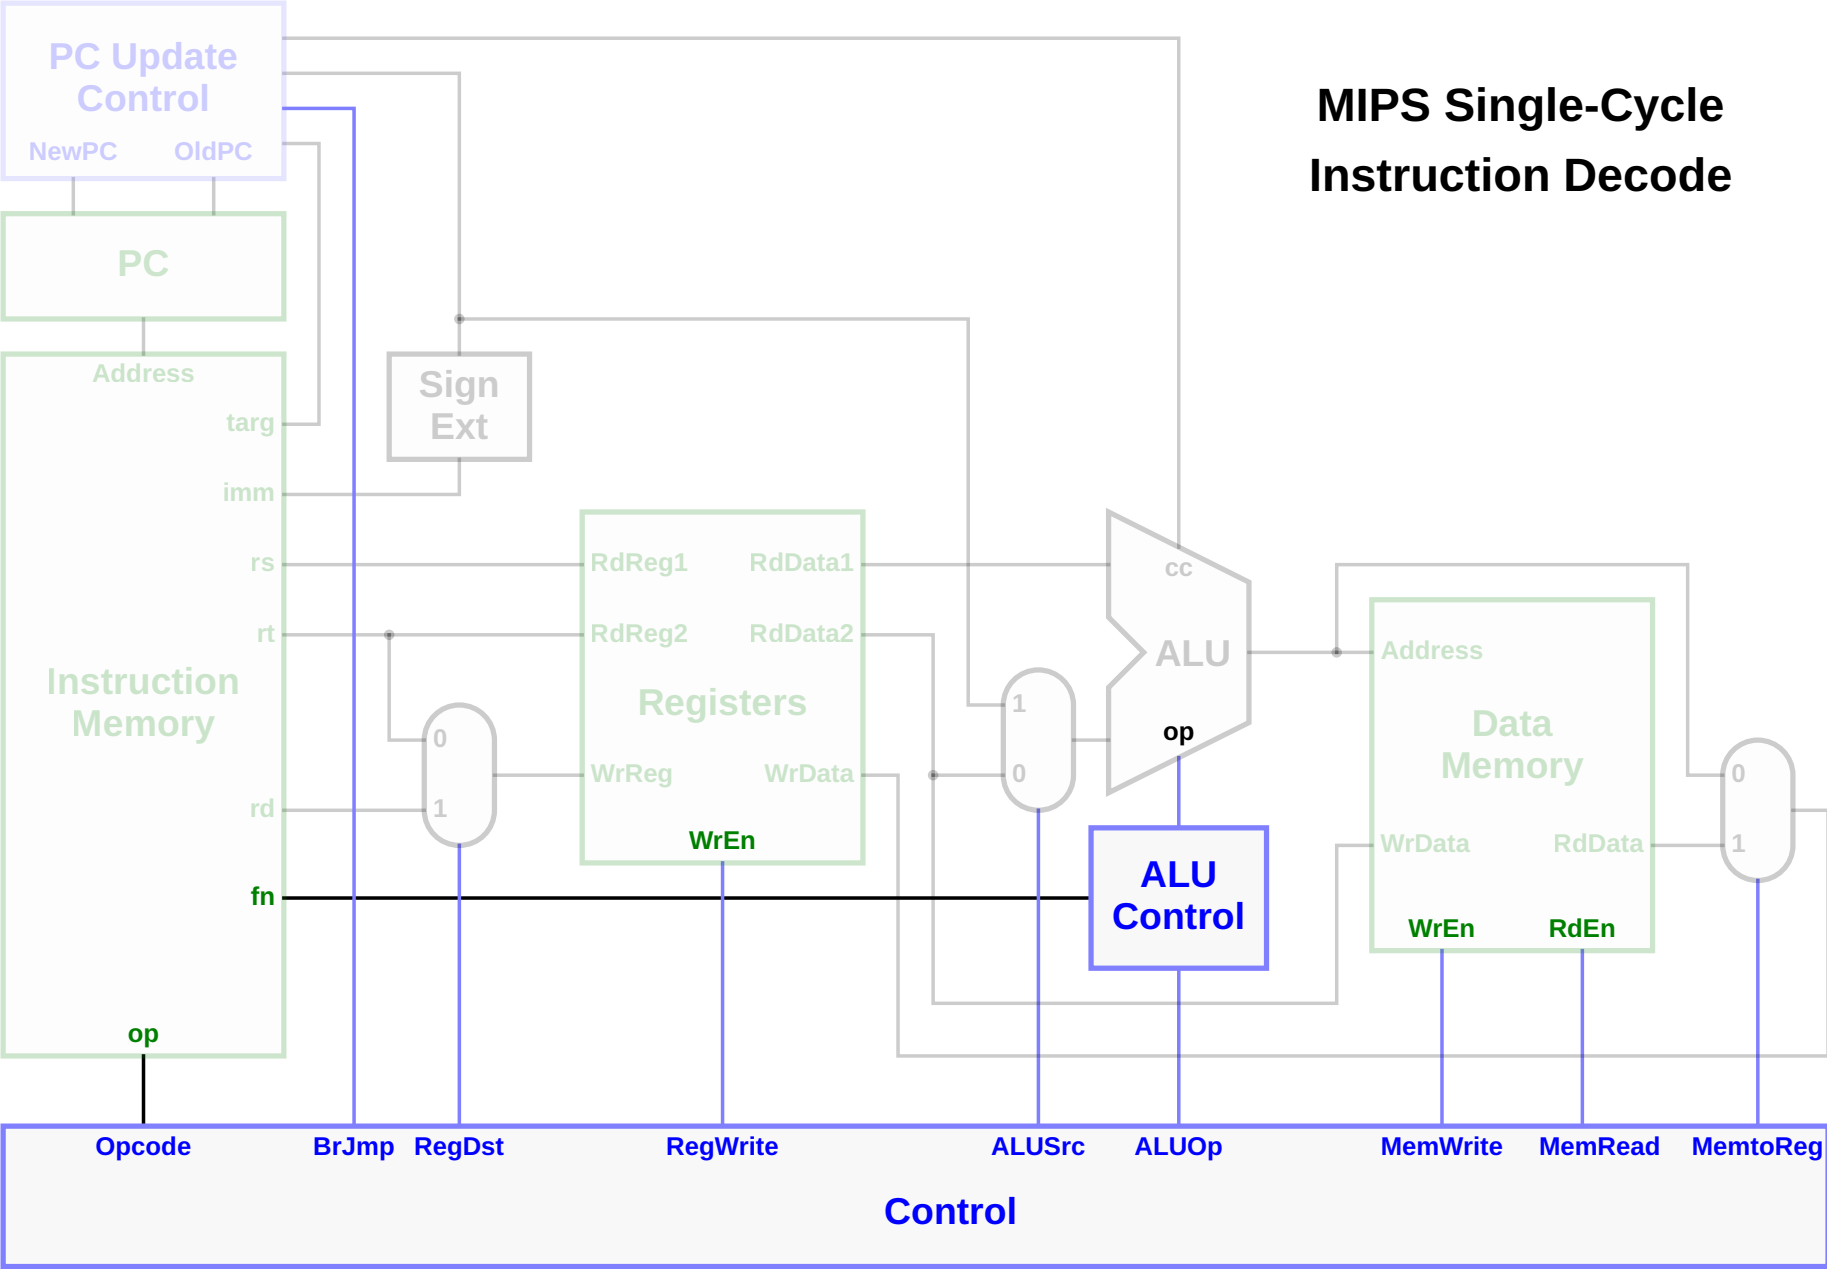 PC Update
Control
NewPC OldPC
MIPS Single-Cycle
Instruction Decode
PC
Address
targ
imm
rs
rt
Instruction
Memory
rd
fn
op
Sign
Ext
0
1
RdReg1 RdData1
RdReg2 RdData2
Registers
WrReg WrData
WrEn
1
0
cc
ALU
op
ALU
Control
Address
Data
Memory
WrData RdData
WrEn RdEn
0
1
Opcode BrJmp RegDst RegWrite ALUSrc ALUOp MemWrite MemRead MemtoReg
Control